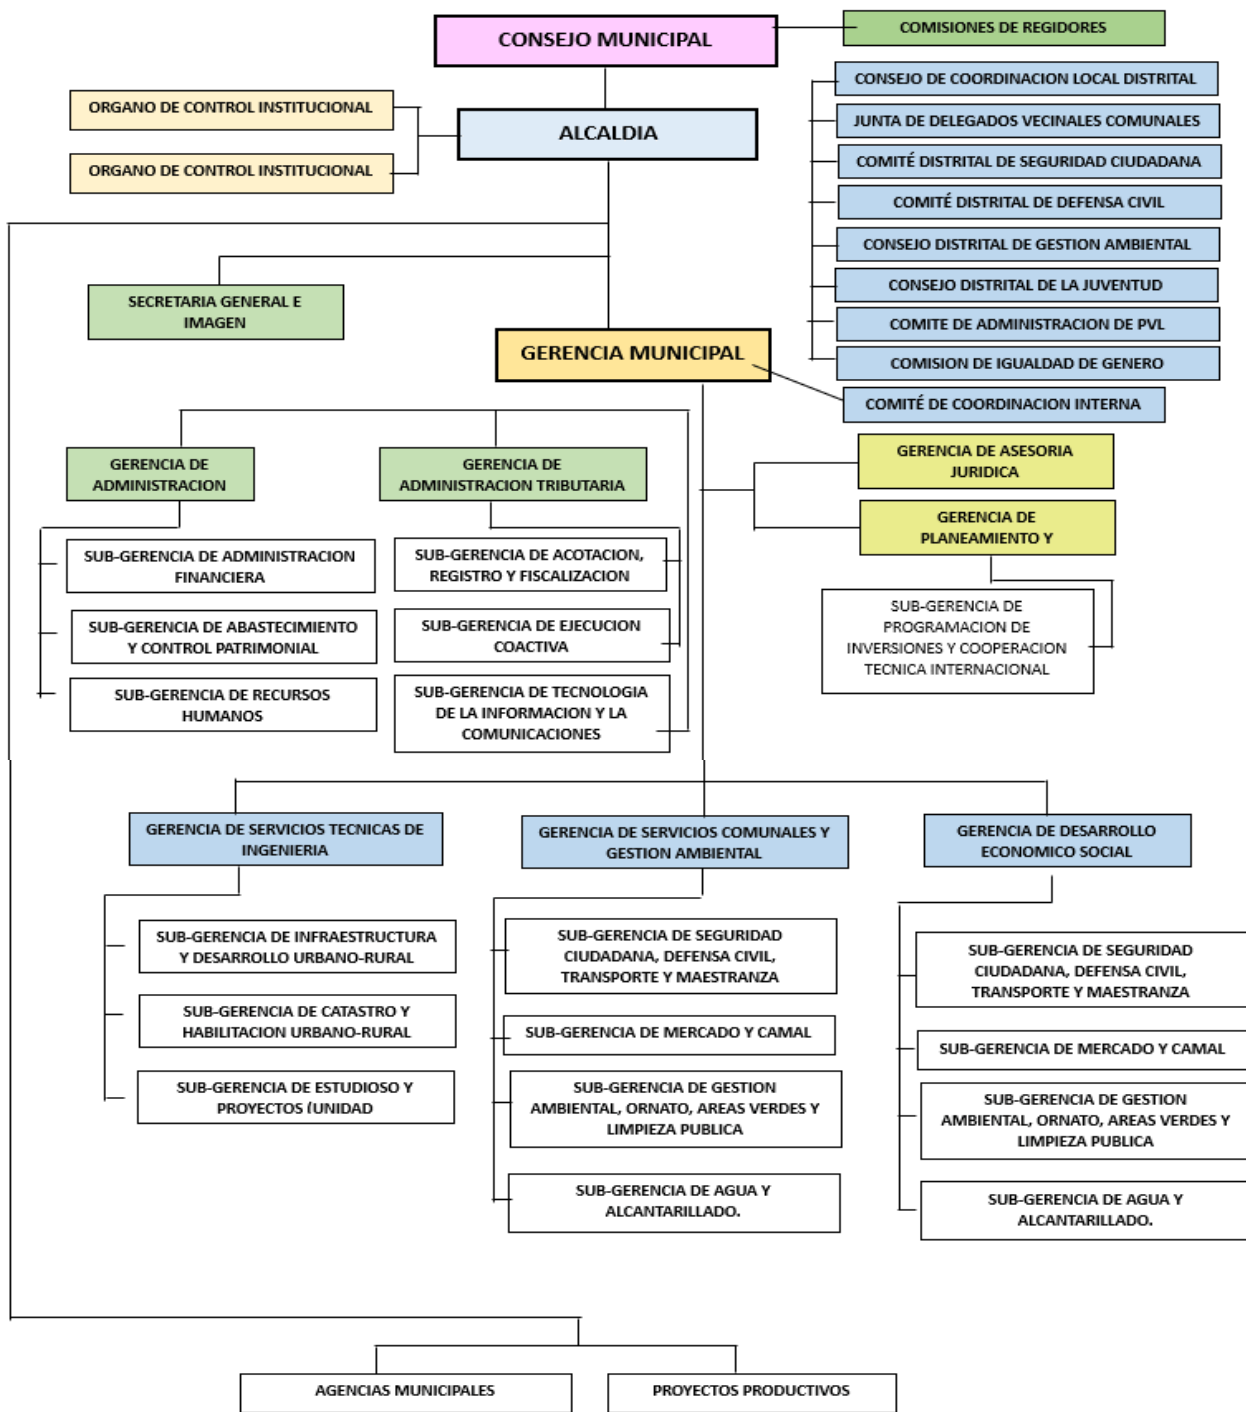 CONSEJO MUNICIPAL
COMISIONES DE REGIDORES
ORGANO DE CONTROL INSTITUCIONAL
ORGANO DE CONTROL INSTITUCIONAL
ALCALDIA
CONSEJO DE COORDINACION LOCAL DISTRITAL
JUNTA DE DELEGADOS VECINALES COMUNALES
COMITÉ DISTRITAL DE SEGURIDAD CIUDADANA
COMITÉ DISTRITAL DE DEFENSA CIVIL
CONSEJO DISTRITAL DE GESTION AMBIENTAL
CONSEJO DISTRITAL DE LA JUVENTUD
COMITE DE ADMINISTRACION DE PVL
COMISION DE IGUALDAD DE GENERO
COMITÉ DE COORDINACION INTERNA
SECRETARIA GENERAL E
IMAGEN
GERENCIA MUNICIPAL
GERENCIA DE
ADMINISTRACION
GERENCIA DE
ADMINISTRACION TRIBUTARIA
GERENCIA DE ASESORIA
JURIDICA
GERENCIA DE
PLANEAMIENTO Y
SUB-GERENCIA DE ADMINISTRACION
FINANCIERA
SUB-GERENCIA DE ABASTECIMIENTO
Y CONTROL PATRIMONIAL
SUB-GERENCIA DE RECURSOS
HUMANOS
SUB-GERENCIA DE ACOTACION,
REGISTRO Y FISCALIZACION
SUB-GERENCIA DE EJECUCION
COACTIVA
SUB-GERENCIA DE TECNOLOGIA
DE LA INFORMACION Y LA
COMUNICACIONES
SUB-GERENCIA DE
PROGRAMACION DE
INVERSIONES Y COOPERACION
TECNICA INTERNACIONAL
GERENCIA DE SERVICIOS TECNICAS DE
INGENIERIA
GERENCIA DE SERVICIOS COMUNALES Y
GESTION AMBIENTAL
GERENCIA DE DESARROLLO
ECONOMICO SOCIAL
SUB-GERENCIA DE INFRAESTRUCTURA
Y DESARROLLO URBANO-RURAL
SUB-GERENCIA DE CATASTRO Y
HABILITACION URBANO-RURAL
SUB-GERENCIA DE ESTUDIOSO Y
PROYECTOS (UNIDAD
SUB-GERENCIA DE SEGURIDAD
CIUDADANA, DEFENSA CIVIL,
TRANSPORTE Y MAESTRANZA
SUB-GERENCIA DE MERCADO Y CAMAL
SUB-GERENCIA DE GESTION
AMBIENTAL, ORNATO, AREAS VERDES Y
LIMPIEZA PUBLICA
SUB-GERENCIA DE AGUA Y
ALCANTARILLADO.
SUB-GERENCIA DE SEGURIDAD
CIUDADANA, DEFENSA CIVIL,
TRANSPORTE Y MAESTRANZA
SUB-GERENCIA DE MERCADO Y CAMAL
SUB-GERENCIA DE GESTION
AMBIENTAL, ORNATO, AREAS VERDES Y
LIMPIEZA PUBLICA
SUB-GERENCIA DE AGUA Y
ALCANTARILLADO.
AGENCIAS MUNICIPALES
PROYECTOS PRODUCTIVOS